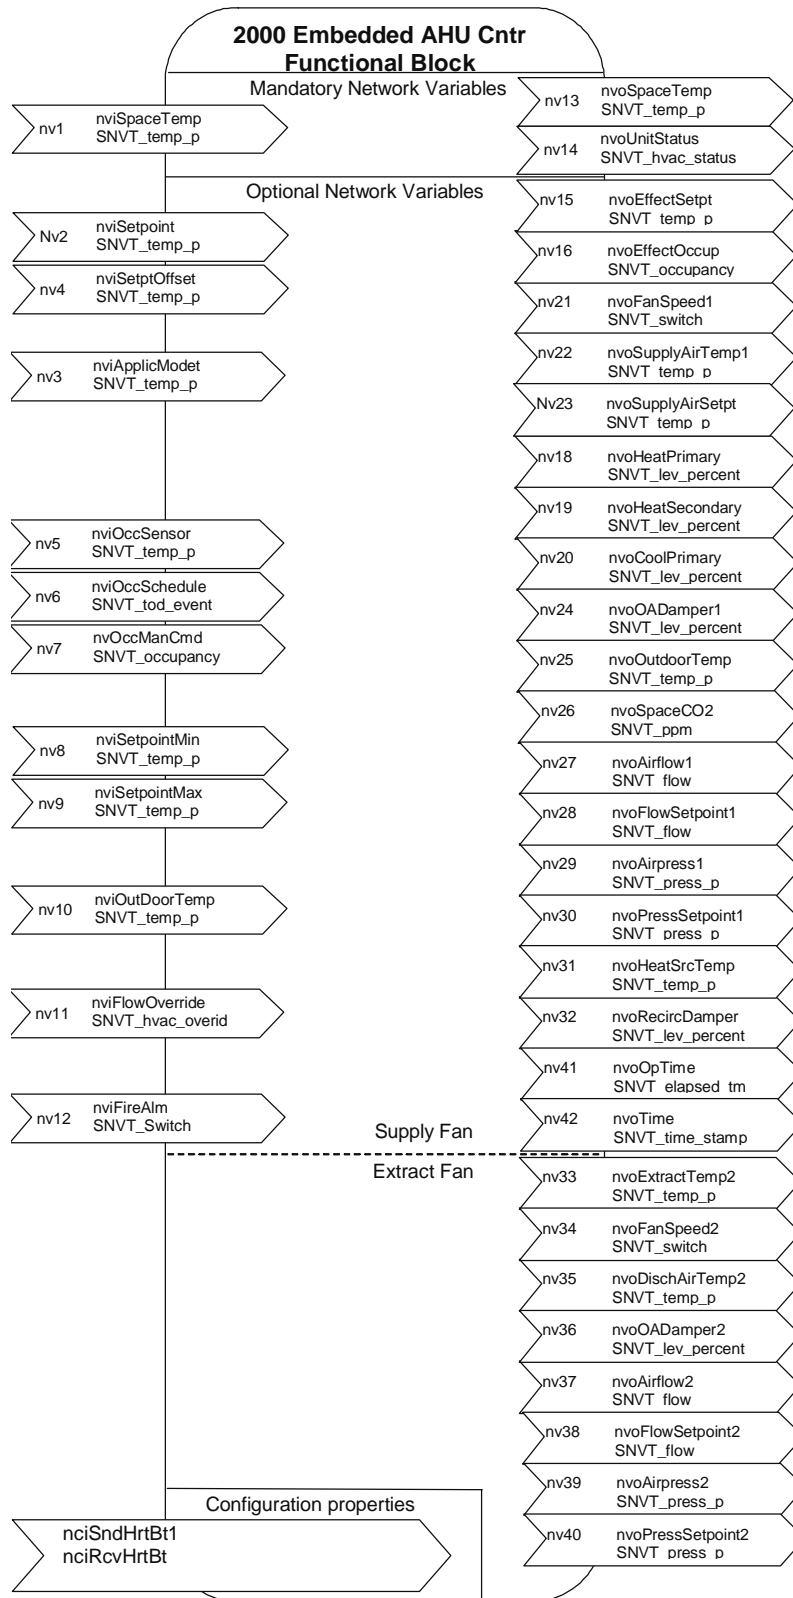 2000 Embedded AHU Cntr
Functional Block
Mandatory Network Variables
nv1
nviSpaceTemp
SNVT_temp_p
nv13
nvoSpaceTemp
SNVT_temp_p
nv14
nvoUnitStatus
SNVT_hvac_status
Optional Network Variables
Nv2
nviSetpoint
SNVT_temp_p
nv4
nviSetptOffset
SNVT_temp_p
nv3
nviApplicModet
SNVT_temp_p
nv5
nviOccSensor
SNVT_temp_p
nv6
nviOccSchedule
SNVT_tod_event
nv7
nvOccManCmd
SNVT_occupancy
nv8
nviSetpointMin
SNVT_temp_p
nv9
nviSetpointMax
SNVT_temp_p
nv10
nviOutDoorTemp
SNVT_temp_p
nv11
nviFlowOverride
SNVT_hvac_overid
nv12
nviFireAlm
SNVT_Switch
nv15
nvoEffectSetpt
SNVT_temp_p
nv16
nvoEffectOccup
SNVT_occupancy
nv21
nvoFanSpeed1
SNVT_switch
nv22
nvoSupplyAirTemp1
SNVT_temp_p
Nv23
nvoSupplyAirSetpt
SNVT_temp_p
nv18
nvoHeatPrimary
SNVT_lev_percent
nv19
nvoHeatSecondary
SNVT_lev_percent
nv20
nvoCoolPrimary
SNVT_lev_percent
nv24
nvoOADamper1
SNVT_lev_percent
nv25
nvoOutdoorTemp
SNVT_temp_p
nv26
nvoSpaceCO2
SNVT_ppm
nv27
nvoAirflow1
SNVT_flow
nv28
nvoFlowSetpoint1
SNVT_flow
nv29
nvoAirpress1
SNVT_press_p
nv30
nvoPressSetpoint1
SNVT_press_p
nv31
nvoHeatSrcTemp
SNVT_temp_p
nv32
nvoRecircDamper
SNVT_lev_percent
nv41
nvoOpTime
SNVT_elapsed_tm
nv42
nvoTime
SNVT_time_stamp
Supply Fan
Extract Fan
nv33
nvoExtractTemp2
SNVT_temp_p
nv34
nvoFanSpeed2
SNVT_switch
nv35
nvoDischAirTemp2
SNVT_temp_p
nv36
nvoOADamper2
SNVT_lev_percent
nv37
nvoAirflow2
SNVT_flow
nv38
nvoFlowSetpoint2
SNVT_flow
nv39
nvoAirpress2
SNVT_press_p
nv40
nvoPressSetpoint2
SNVT_press_p
Configuration properties
nciSndHrtBt1
nciRcvHrtBt